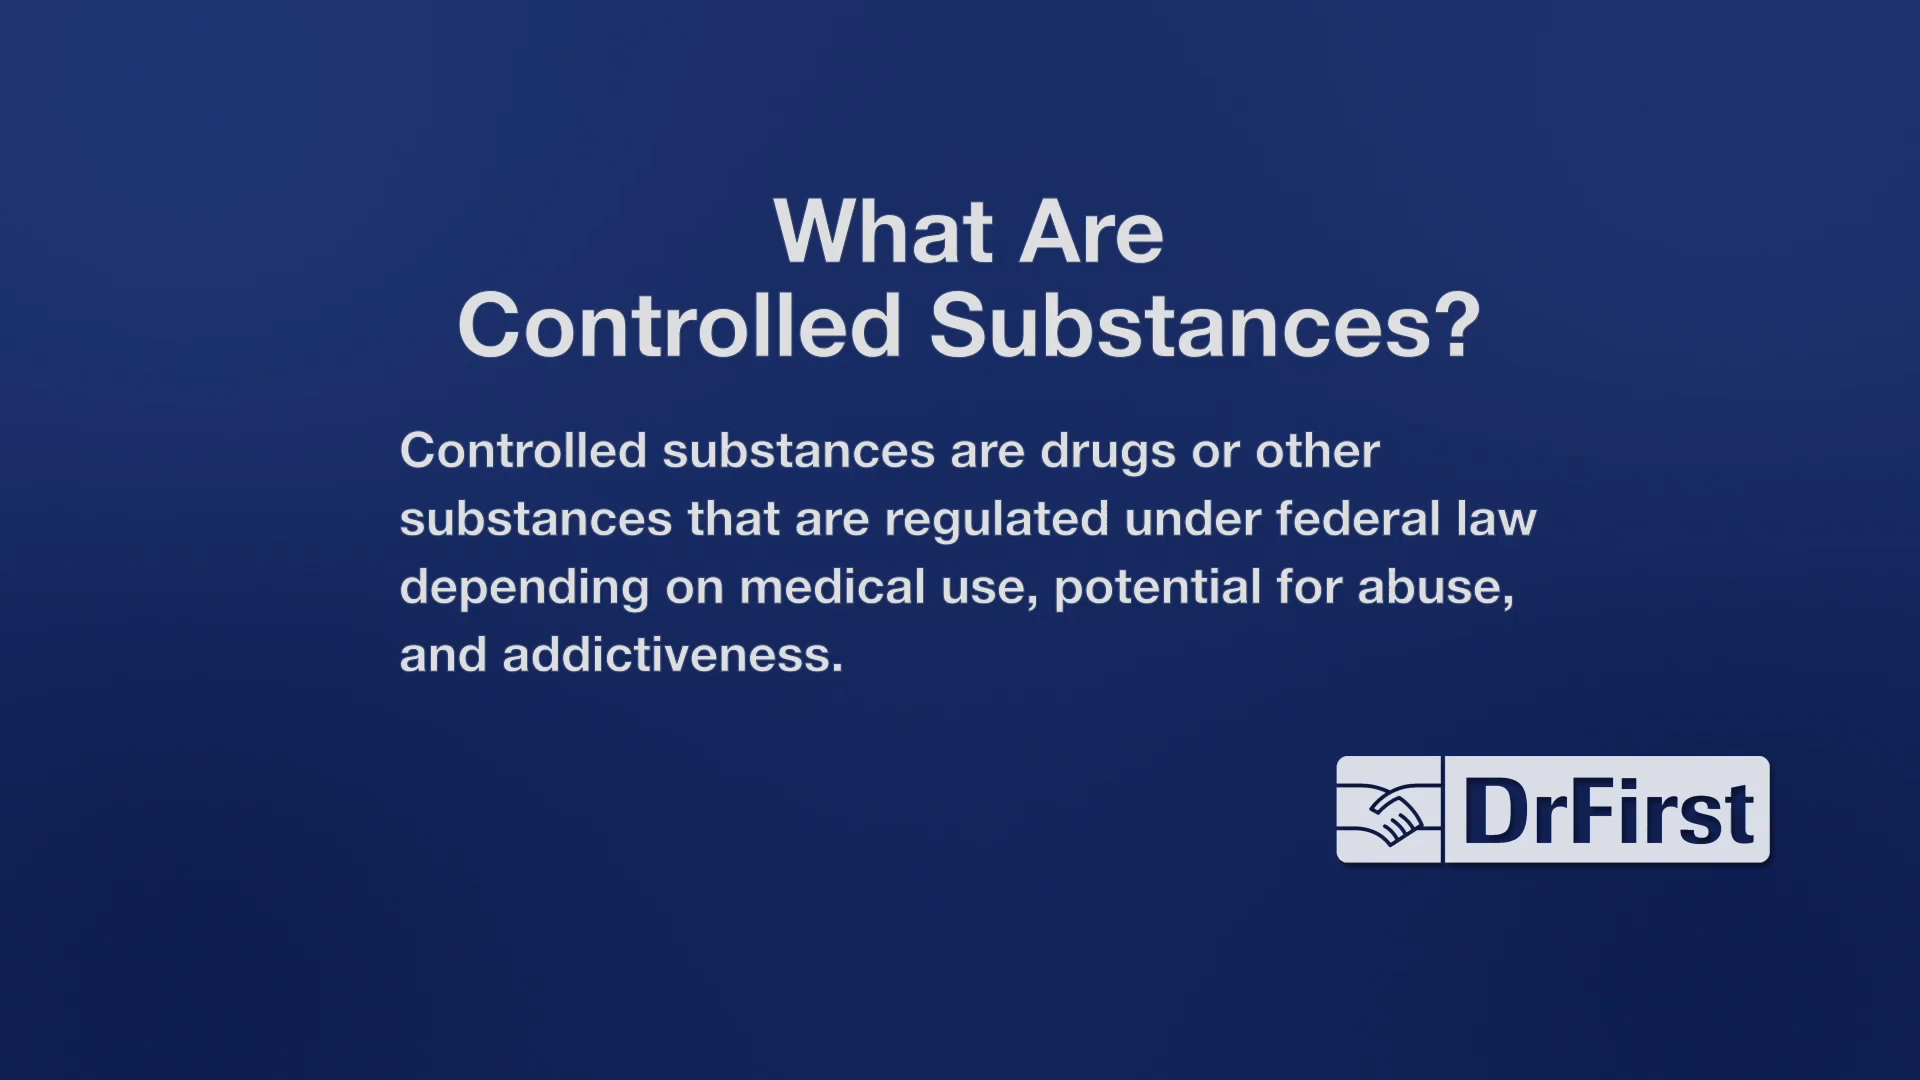 What Are
Controlled Substances?
Controlled substances are drugs or other
substances that are regulated under federal law
depending on medical use, potential for abuse,
and addictiveness.
DrFirst